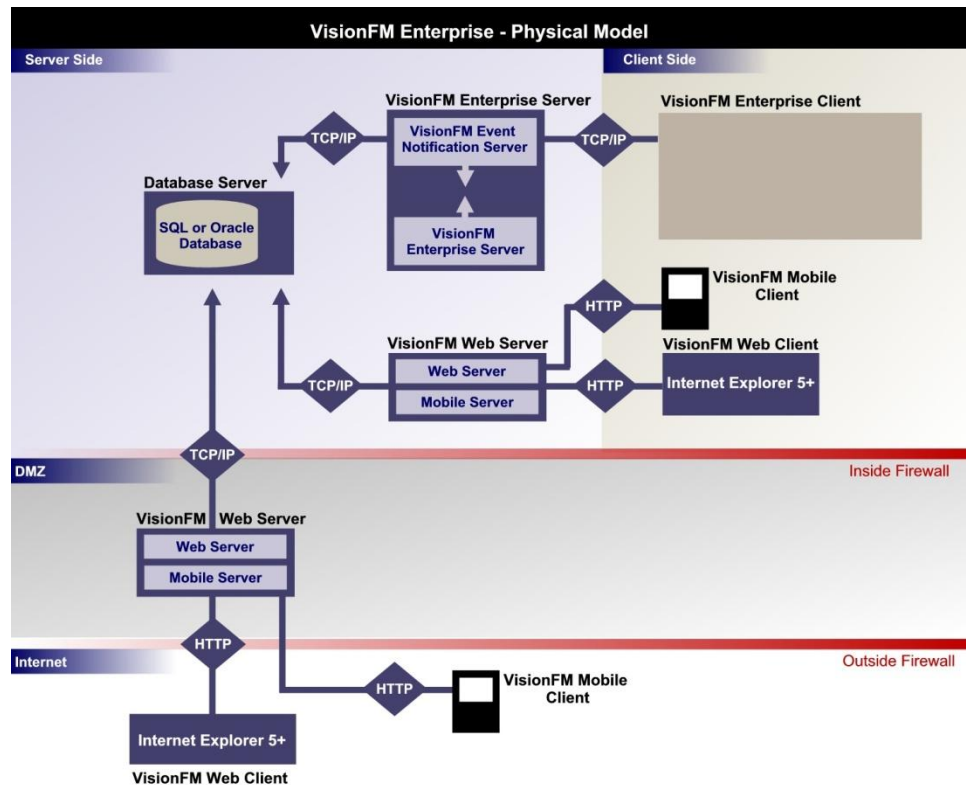 VisionFM Enterprise - Physical Model
Server Side
Client Side
VisionFM Enterprise Server
VisionFM Enterprise Client
TCP/IP
VisionFM Event
Notification Server
TCP/IP
Database Server
SQL or Oracle
Database
VisionFM
Enterprise Server
VisionFM Mobile
Client
HTTP
VisionFM Web Server
VisionFM Web Client
TCP/IP
Web Server
Mobile Server
HTTP
Internet Explorer 5+
TCP/IP
DMZ
Inside Firewall
VisionFM Web Server
Web Server
Mobile Server
HTTP
Internet
Outside Firewall
HTTP
VisionFM Mobile
Client
Internet Explorer 5+
VisionFM Web Client